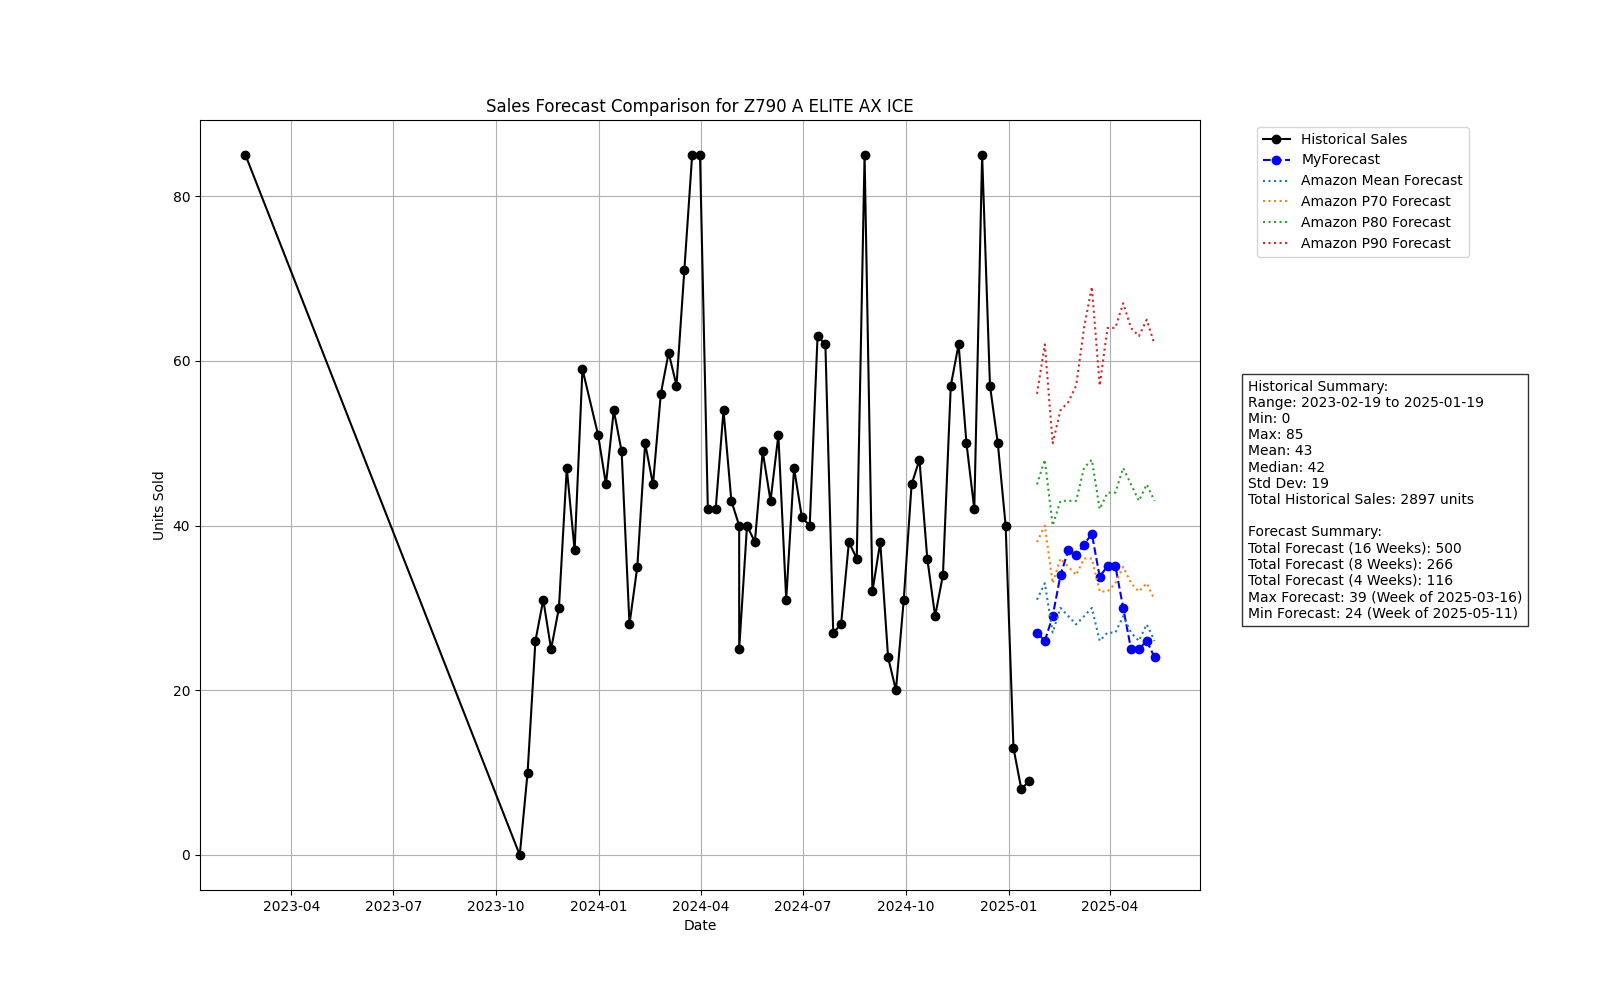 Sales Forecast Comparison for Z790 A ELITE AX ICE
Units Sold
80
60
40
20
0
2023-04
2023-07
2023-10
2024-01
2024-04
2024-07
2024-10
2025-01
2025-04
Date
Historical Sales
MyForecast
Amazon Mean Forecast
Amazon P70 Forecast
Amazon P80 Forecast
Amazon P90 Forecast
Historical Summary:
Range: 2023-02-19 to 2025-01-19
Min: 0
Max: 85
Mean: 43
Median: 42
Std Dev: 19
Total Historical Sales: 2897 units
Forecast Summary:
Total Forecast (16 Weeks): 500
Total Forecast (8 Weeks): 266
Total Forecast (4 Weeks): 116
Max Forecast: 39 (Week of 2025-03-16)
Min Forecast: 24 (Week of 2025-05-11)